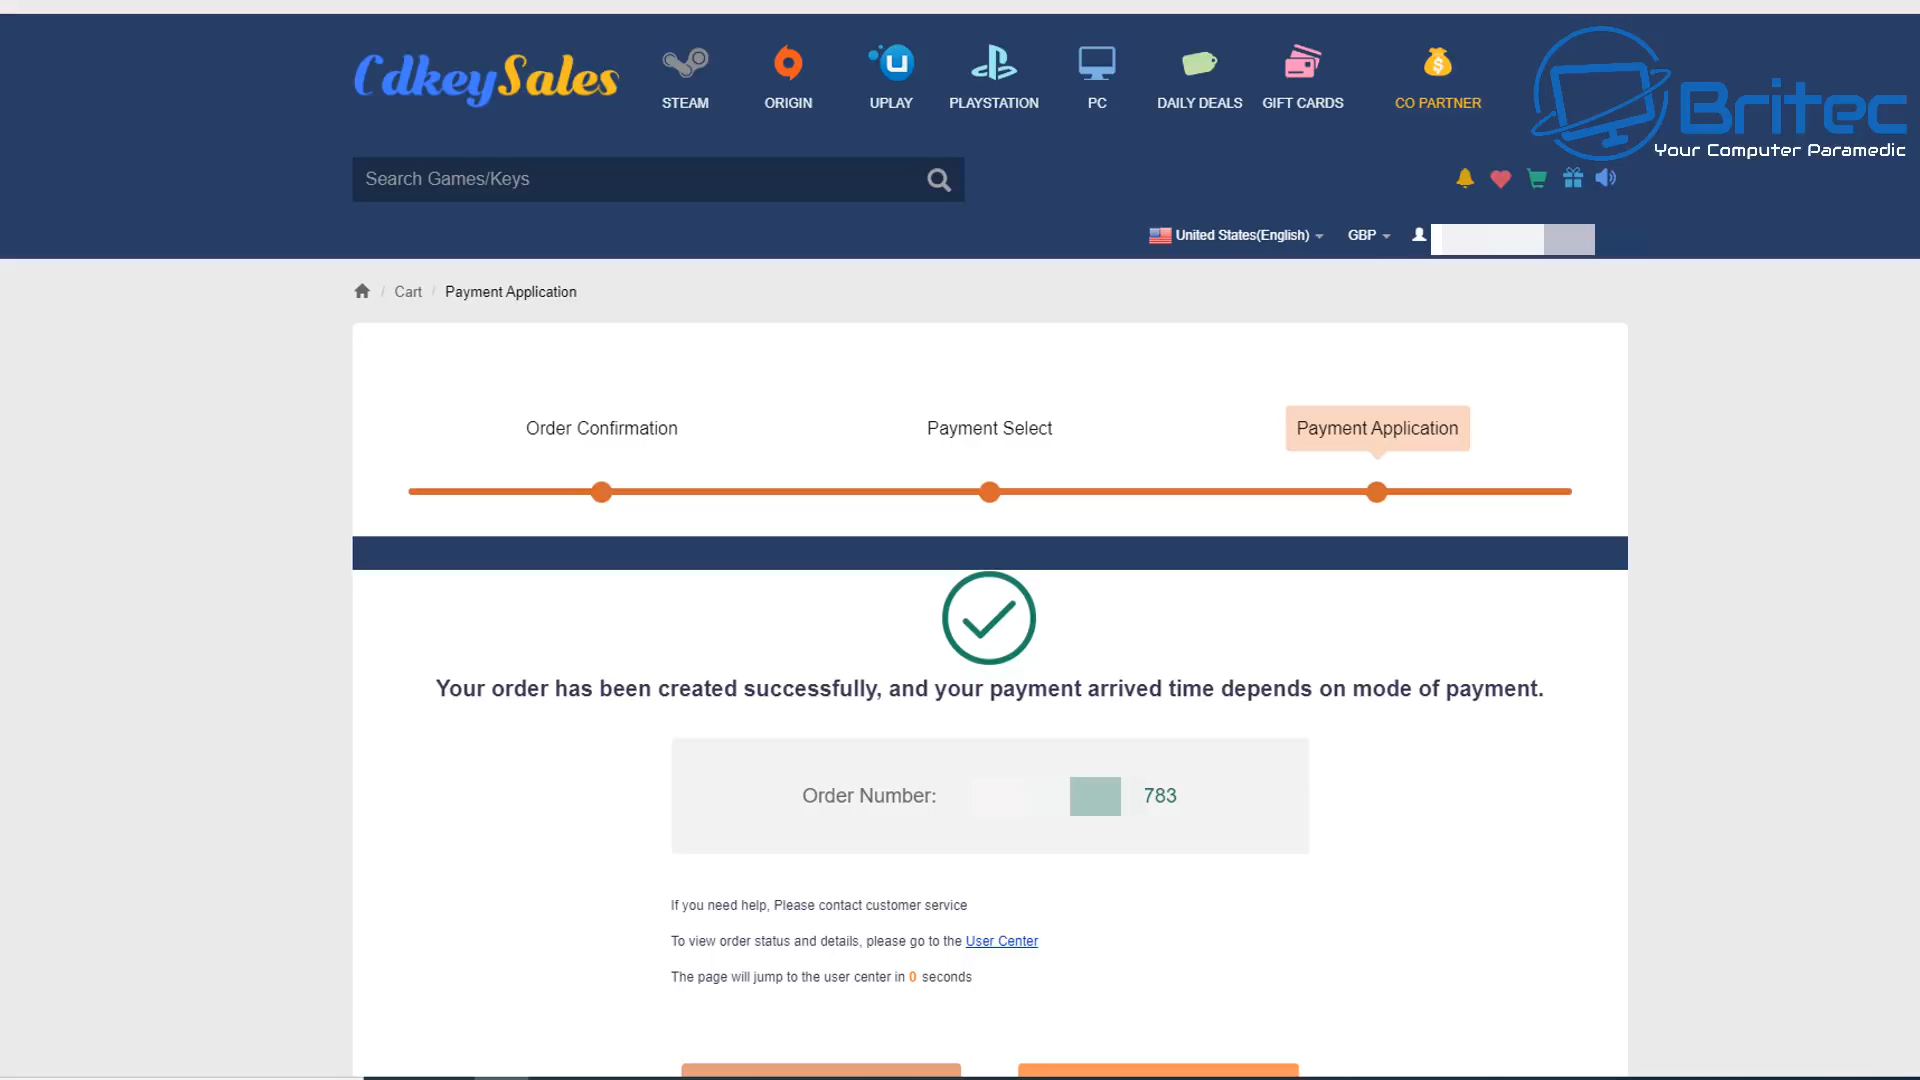 CdkeySales
STEAM
ORIGIN
UPLAY
PLAYSTATION
PC
DAILY DEALS
GIFT CARDS
CO PARTNER
Britec
Your Computer Paramedic
Search Games/Keys
United States(English)
GBP
/ Cart / Payment Application
Order Confirmation
Payment Select
Payment Application
Your order has been created successfully, and your payment arrived time depends on mode of payment.
Order Number: 783
If you need help, Please contact customer service
To view order status and details, please go to the User Center
The page will jump to the user center in 0 seconds